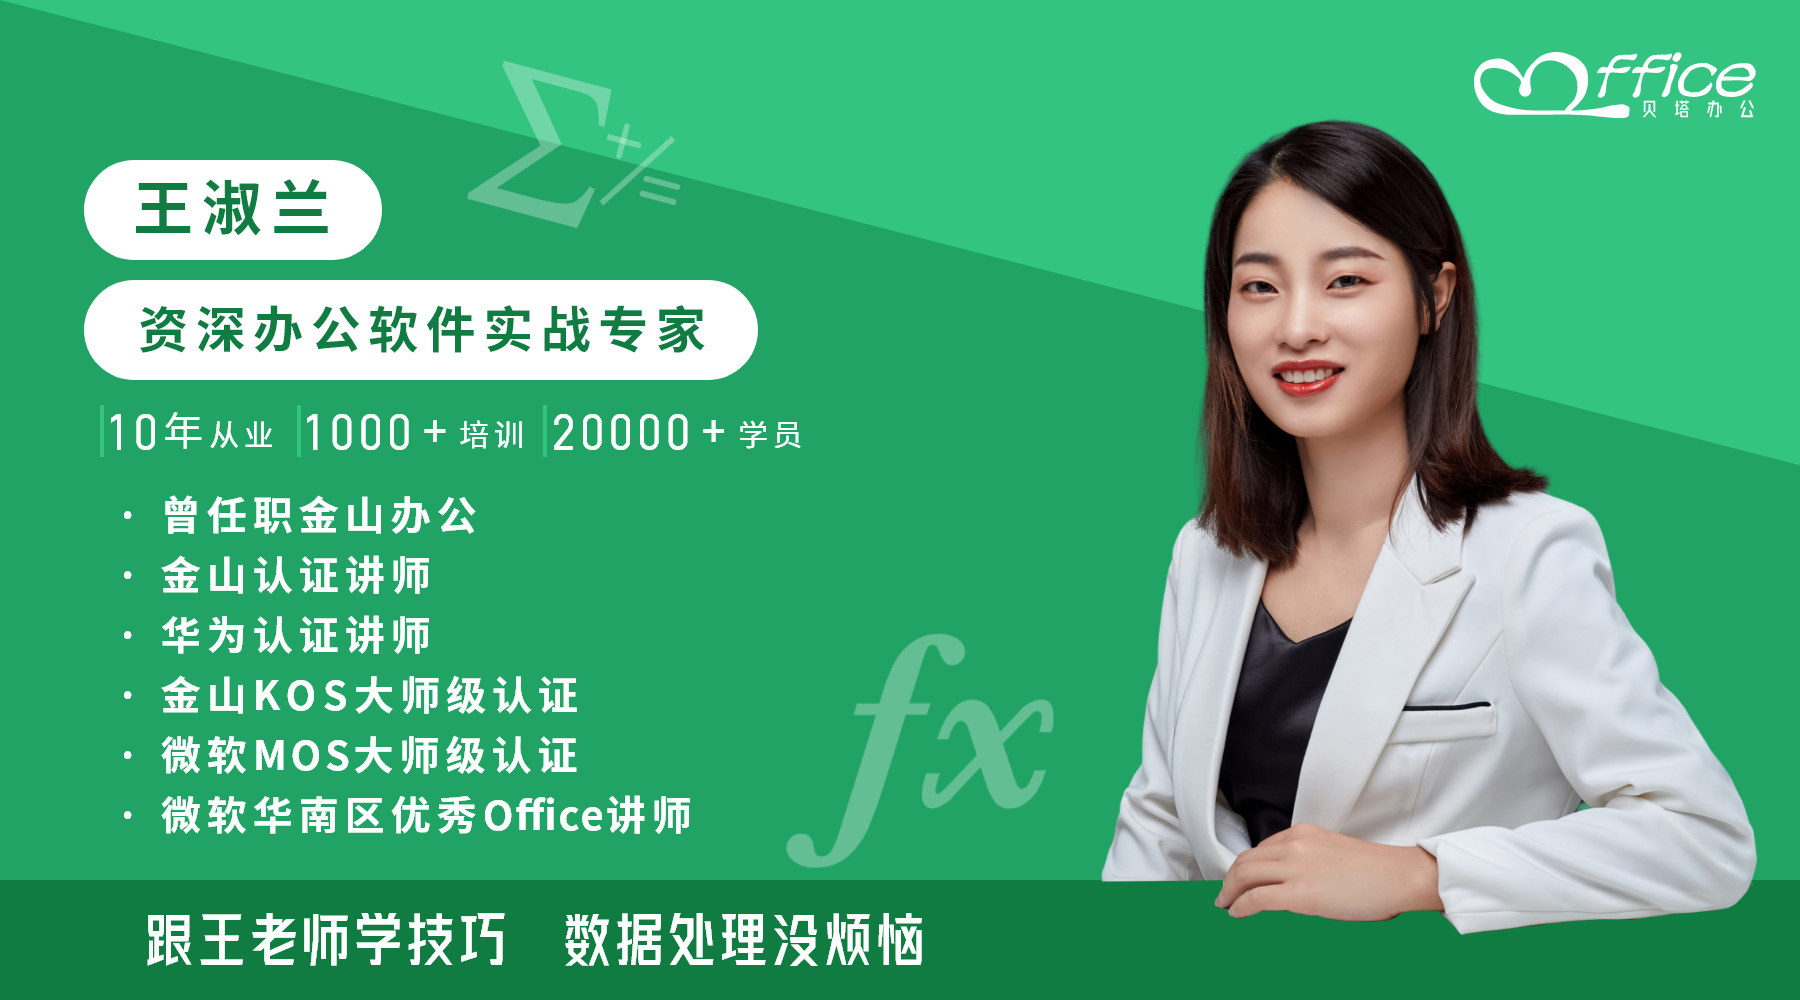 office
贝塔办公
王淑兰
资深办公软件实战专家
10年从业 1000+培训 20000+学员
· 曾任职金山办公
· 金山认证讲师
· 华为认证讲师
· 金山KOS大师级认证
· 微软MOS大师级认证
· 微软华南区优秀Office讲师
跟王老师学技巧 数据处理没烦恼
Σ
+/=
fx